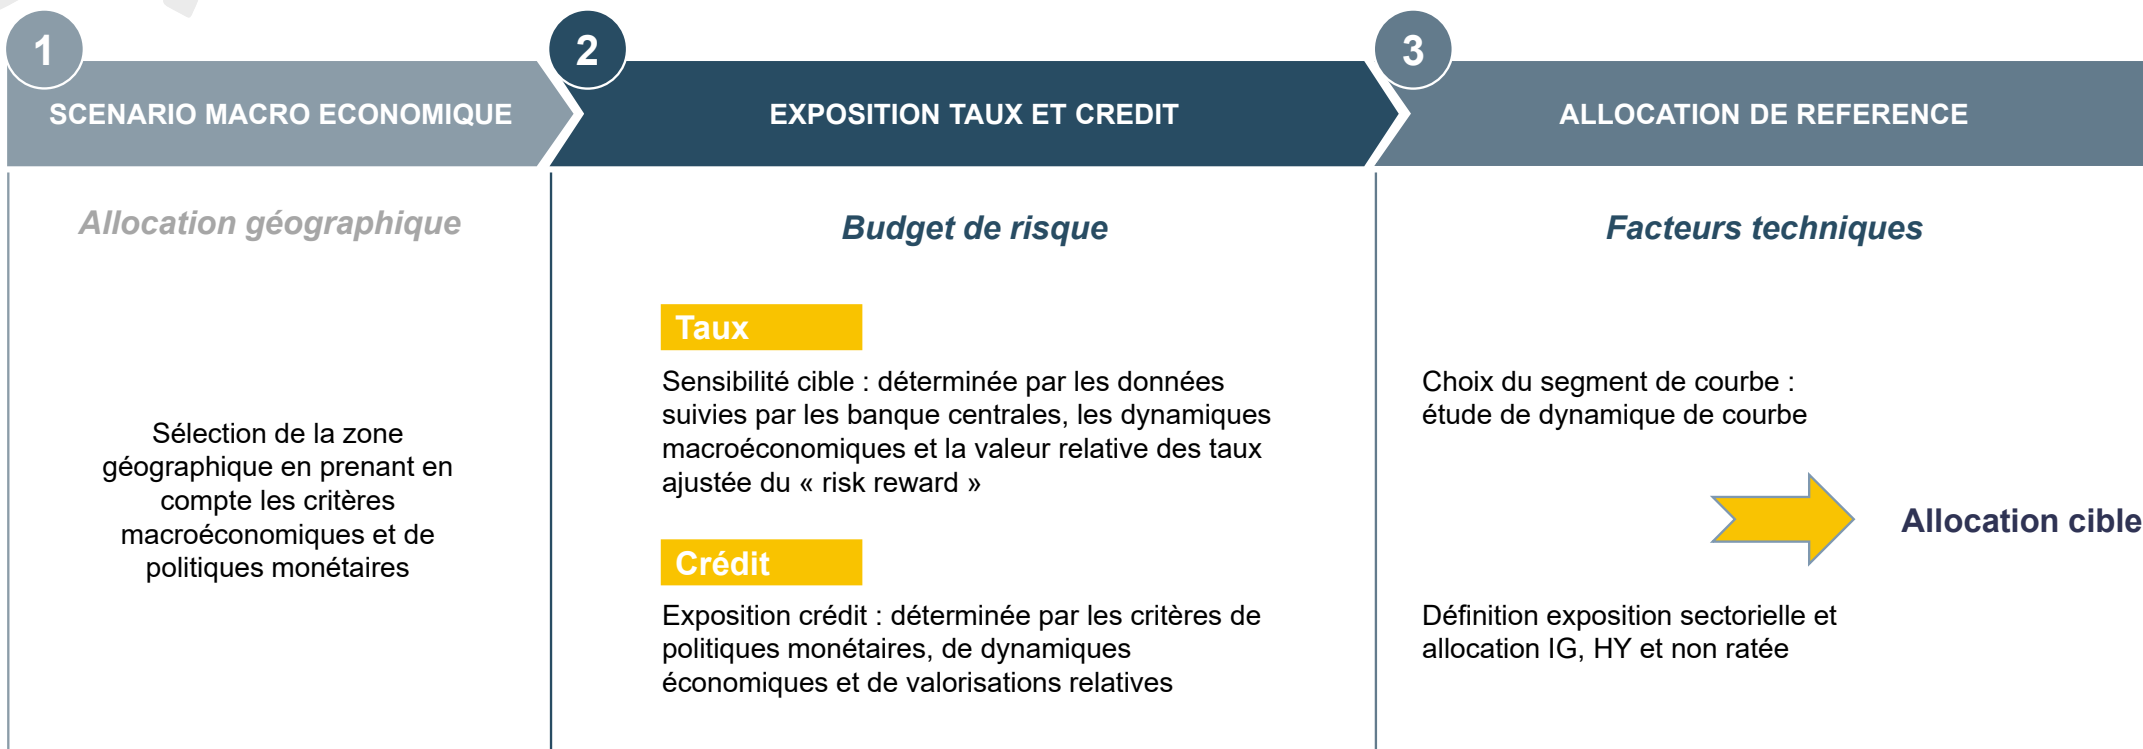 1
SCENARIO MACRO ECONOMIQUE
Allocation géographique
Sélection de la zone
géographique en prenant en
compte les critères
macroéconomiques et de
politiques monétaires
2
EXPOSITION TAUX ET CREDIT
Budget de risque
Taux
Sensibilité cible : déterminée par les données
suivies par les banque centrales, les dynamiques
macroéconomiques et la valeur relative des taux
ajustée du « risk reward »
Crédit
Exposition crédit : déterminée par les critères de
politiques monétaires, de dynamiques
économiques et de valorisations relatives
3
ALLOCATION DE REFERENCE
Facteurs techniques
Choix du segment de courbe :
étude de dynamique de courbe
Allocation cible
Définition exposition sectorielle et
allocation IG, HY et non ratée